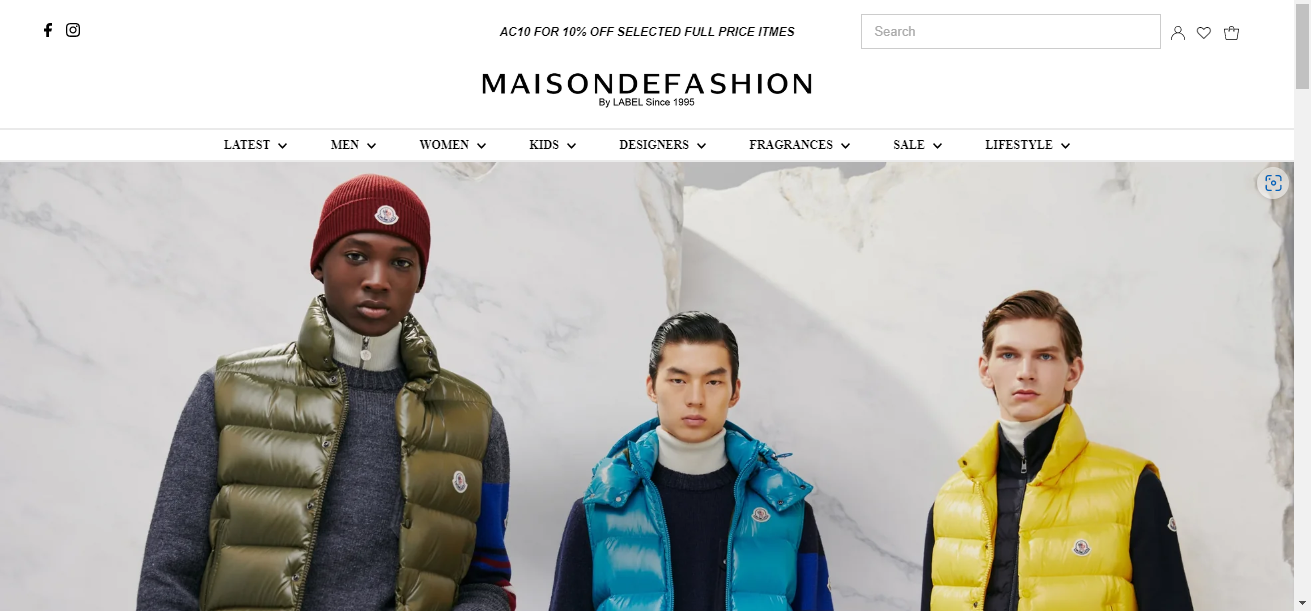 AC10 FOR 10% OFF SELECTED FULL PRICE ITMES
Search
MAISONDEFASHION
By LABEL Since 1995
LATEST MEN WOMEN KIDS DESIGNERS FRAGRANCES SALE LIFESTYLE